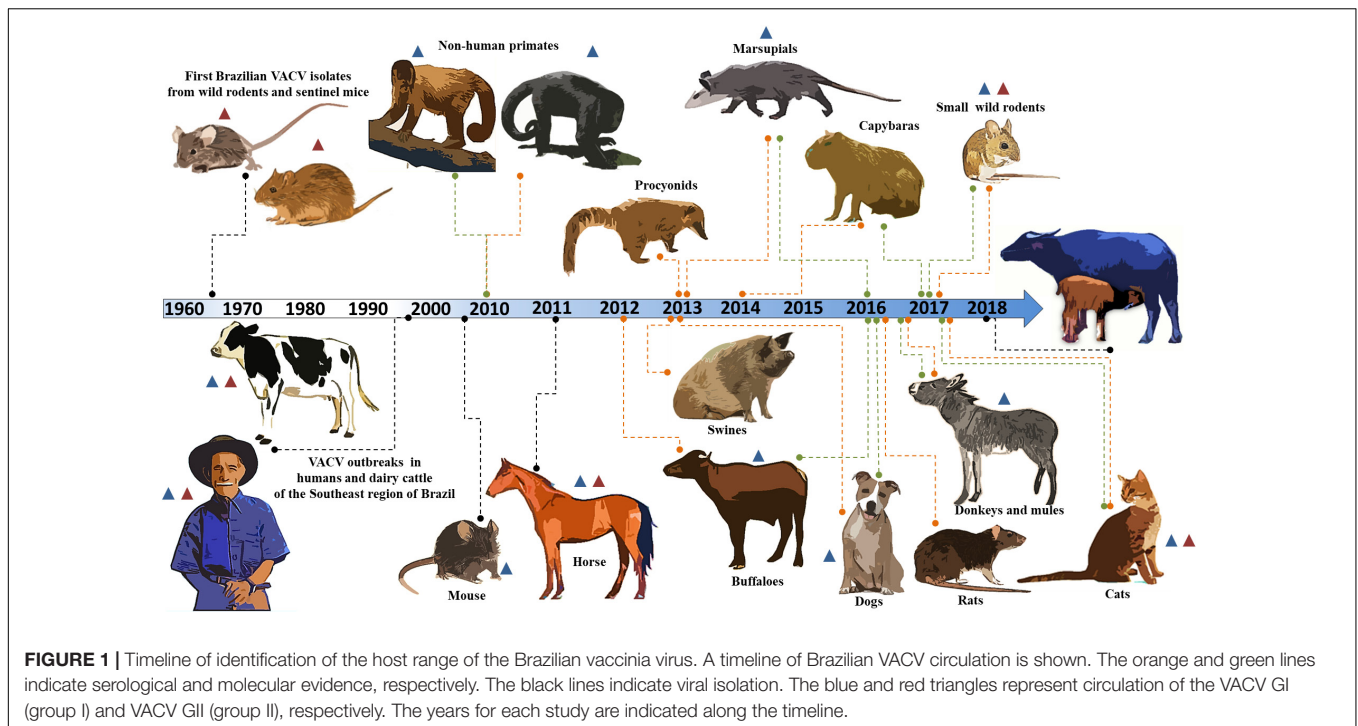 Non-human primates
Marsupials
First Brazilian VACV isolates
from wild rodents and sentinel mice
Small wild rodents
Capybaras
Procyonids
1960 1970 1980 1990 2000 2010 2011 2012 2013 2014 2015 2016 2017 2018
Swines
VACV outbreaks in
humans and dairy cattle
of the Southeast region of Brazil
Donkeys and mules
Horse
Buffaloes
Mouse
Dogs
Rats
Cats
FIGURE 1 | Timeline of identification of the host range of the Brazilian vaccinia virus. A timeline of Brazilian VACV circulation is shown. The orange and green lines
indicate serological and molecular evidence, respectively. The black lines indicate viral isolation. The blue and red triangles represent circulation of the VACV GI
(group I) and VACV GII (group II), respectively. The years for each study are indicated along the timeline.